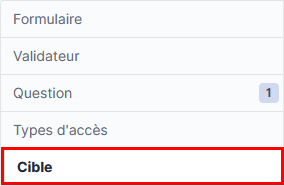 Formulaire
Validateur
Question 1
Types d'accès
Cible